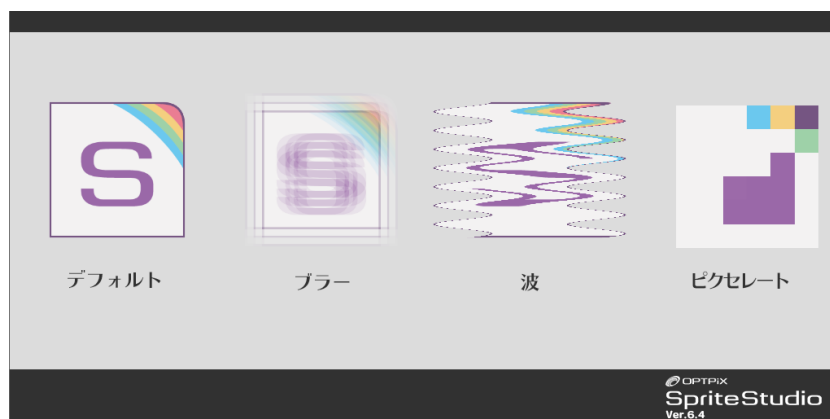 S
デフォルト
ブラー
波
ピクセレート
OPTPiX
SpriteStudio
Ver.6.4